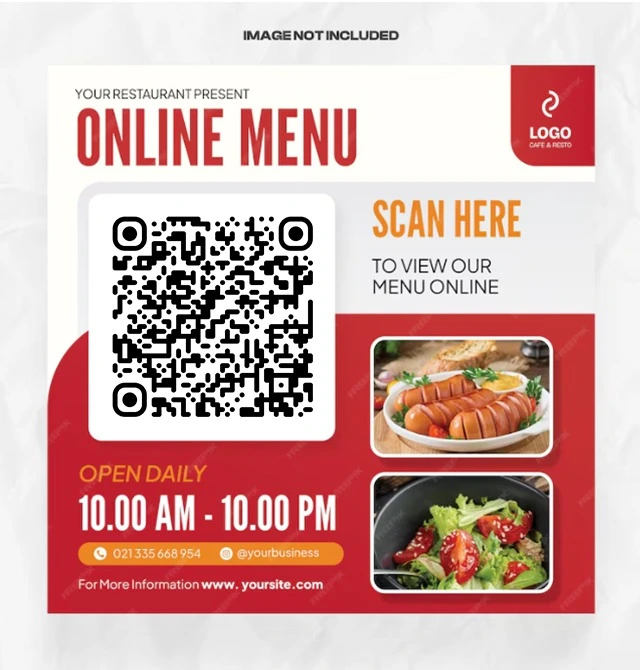 IMAGE NOT INCLUDED
YOUR RESTAURANT PRESENT
ONLINE MENU
LOGO
CAFE & RESTO
SCAN HERE
TO VIEW OUR
MENU ONLINE
OPEN DAILY
10.00 AM - 10.00 PM
021 335 668 954 @yourbusiness
For More Information www. yoursite.com